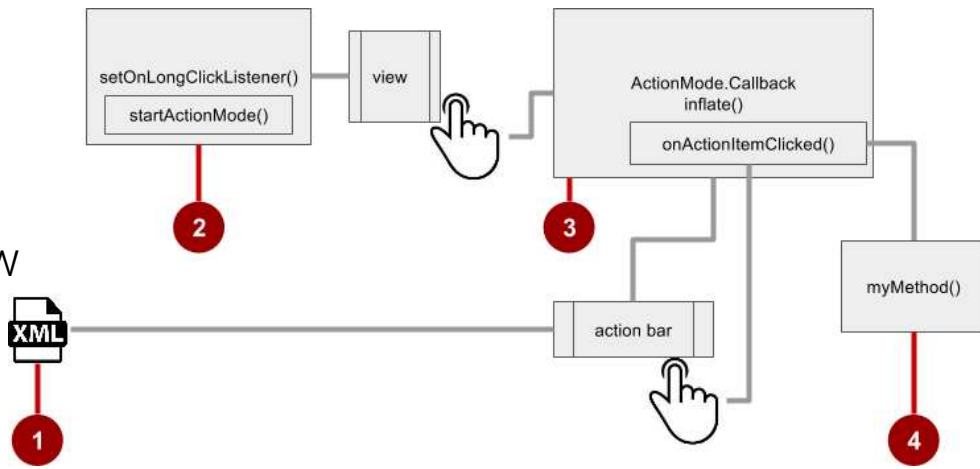 setOnLongClickListener()
startActionMode()
view
ActionMode.Callback
inflate()
onActionItemClicked()
2
3
W
XML
action bar
myMethod()
1
4